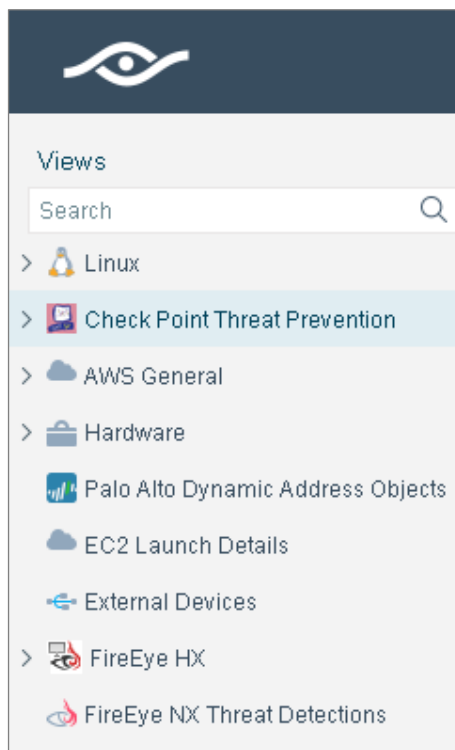 Views
Search
Linux
Check Point Threat Prevention
AWS General
Hardware
Palo Alto Dynamic Address Objects
EC2 Launch Details
External Devices
FireEye HX
FireEye NX Threat Detections